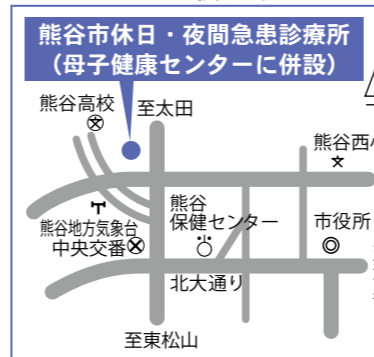 熊谷市休日・夜間急患診療所
（母子健康センターに併設）
熊谷高校
至太田
熊谷西小
熊谷地方気象台
熊谷
保健センター
市役所
中央交番
北大通り
至東松山